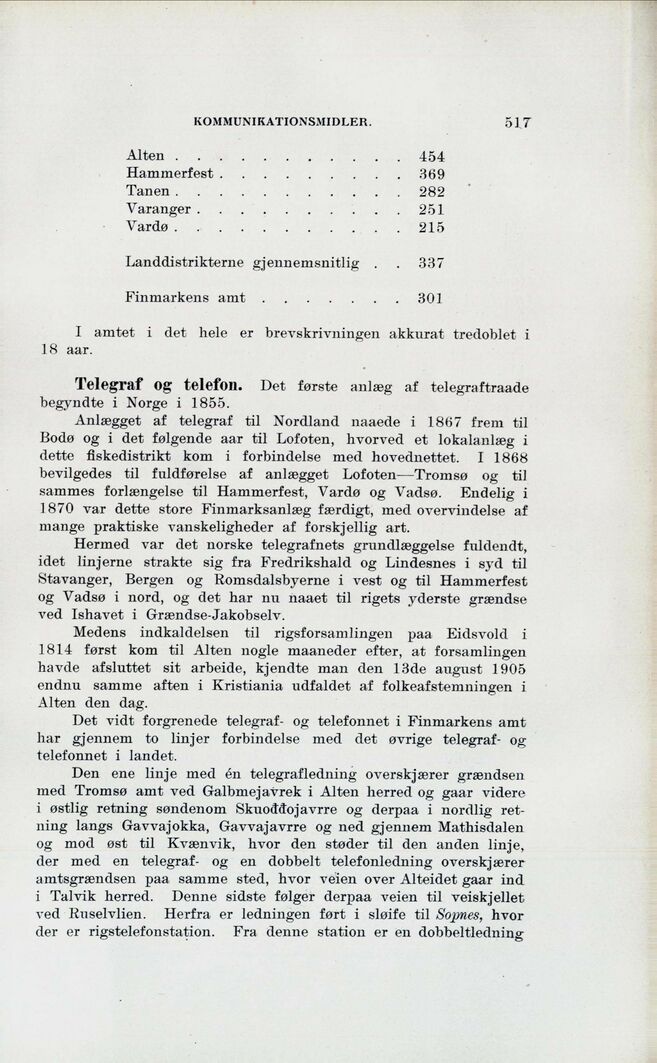 KOMMUNIKATIONSMIDLER. 517
Alten . . . . . . . . . . . 454
Hammerfest . . . . . . . . . 369
Tanen . . . . . . . . . . . 282
Varanger . . . . . . . . . . 251
Vardø . . . . . . . . . . . 215
Landdistrikterne gjennemsnitlig . . 337
Finmarkens amt . . . . . . . 301
I amtet i det hele er brevskrivningen akkurat tredoblet i
18 aar.
Telegraf og telefon. Det første anlæg af telegraftraade
begyndte i Norge i 1855.
Anlægget af telegraf til Nordland naaede i 1867 frem til
Bodø og i det følgende aar til Lofoten, hvorved et lokalanlæg i
dette fiskedistrikt kom i forbindelse med hovednettet. I 1868
bevilgedes til fuldførelse af anlægget Lofoten—Tromsø og til
sammes forlængelse til Hammerfest, Vardø og Vadsø. Endelig i
1870 var dette store Finmarksanlæg færdigt, med overvindelse af
mange praktiske vanskeligheder af forskjellig art.
Hermed var det norske telegrafnets grundlæggelse fuldendt,
idet linjerne strakte sig fra Fredrikshald og Lindesnes i syd til
Stavanger, Bergen og Romsdalsbyerne i vest og til Hammerfest
og Vadsø i nord, og det har nu naaet til rigets yderste grændse
ved Ishavet i Grændse-Jakobselv.
Medens indkaldelsen til rigsforsamlingen paa Eidsvold i
1814 først kom til Alten nogle maaneder efter, at forsamlingen
havde afsluttet sit arbeide, kjendte man den 13de august 1905
endnu samme aften i Kristiania udfaldet af folkeafstemningen i
Alten den dag.
Det vidt forgrenede telegraf- og telefonnet i Finmarkens amt
har gjennem to linjer forbindelse med det øvrige telegraf- og
telefonnet i landet.
Den ene linje med én telegrafledning overskjærer grændsen
med Tromsø amt ved Galbmejavrek i Alten herred og gaar videre
i østlig retning søndenom Skuođđojavrre og derpaa i nordlig ret-
ning langs Gavvajokka, Gavvajavrre og ned gjennem Mathisdalen
og mod øst til Kvænvik, hvor den støder til den anden linje,
der med en telegraf- og en dobbelt telefonledning overskjærer
amtsgrændsen paa samme sted, hvor veien over Alteidet gaar ind
i Talvik herred. Denne sidste følger derpaa veien til veiskjellet
ved Ruselvlien. Herfra er ledningen ført i sløife til Sopnes, hvor
der er rigstelefonstation. Fra denne station er en dobbeltledning